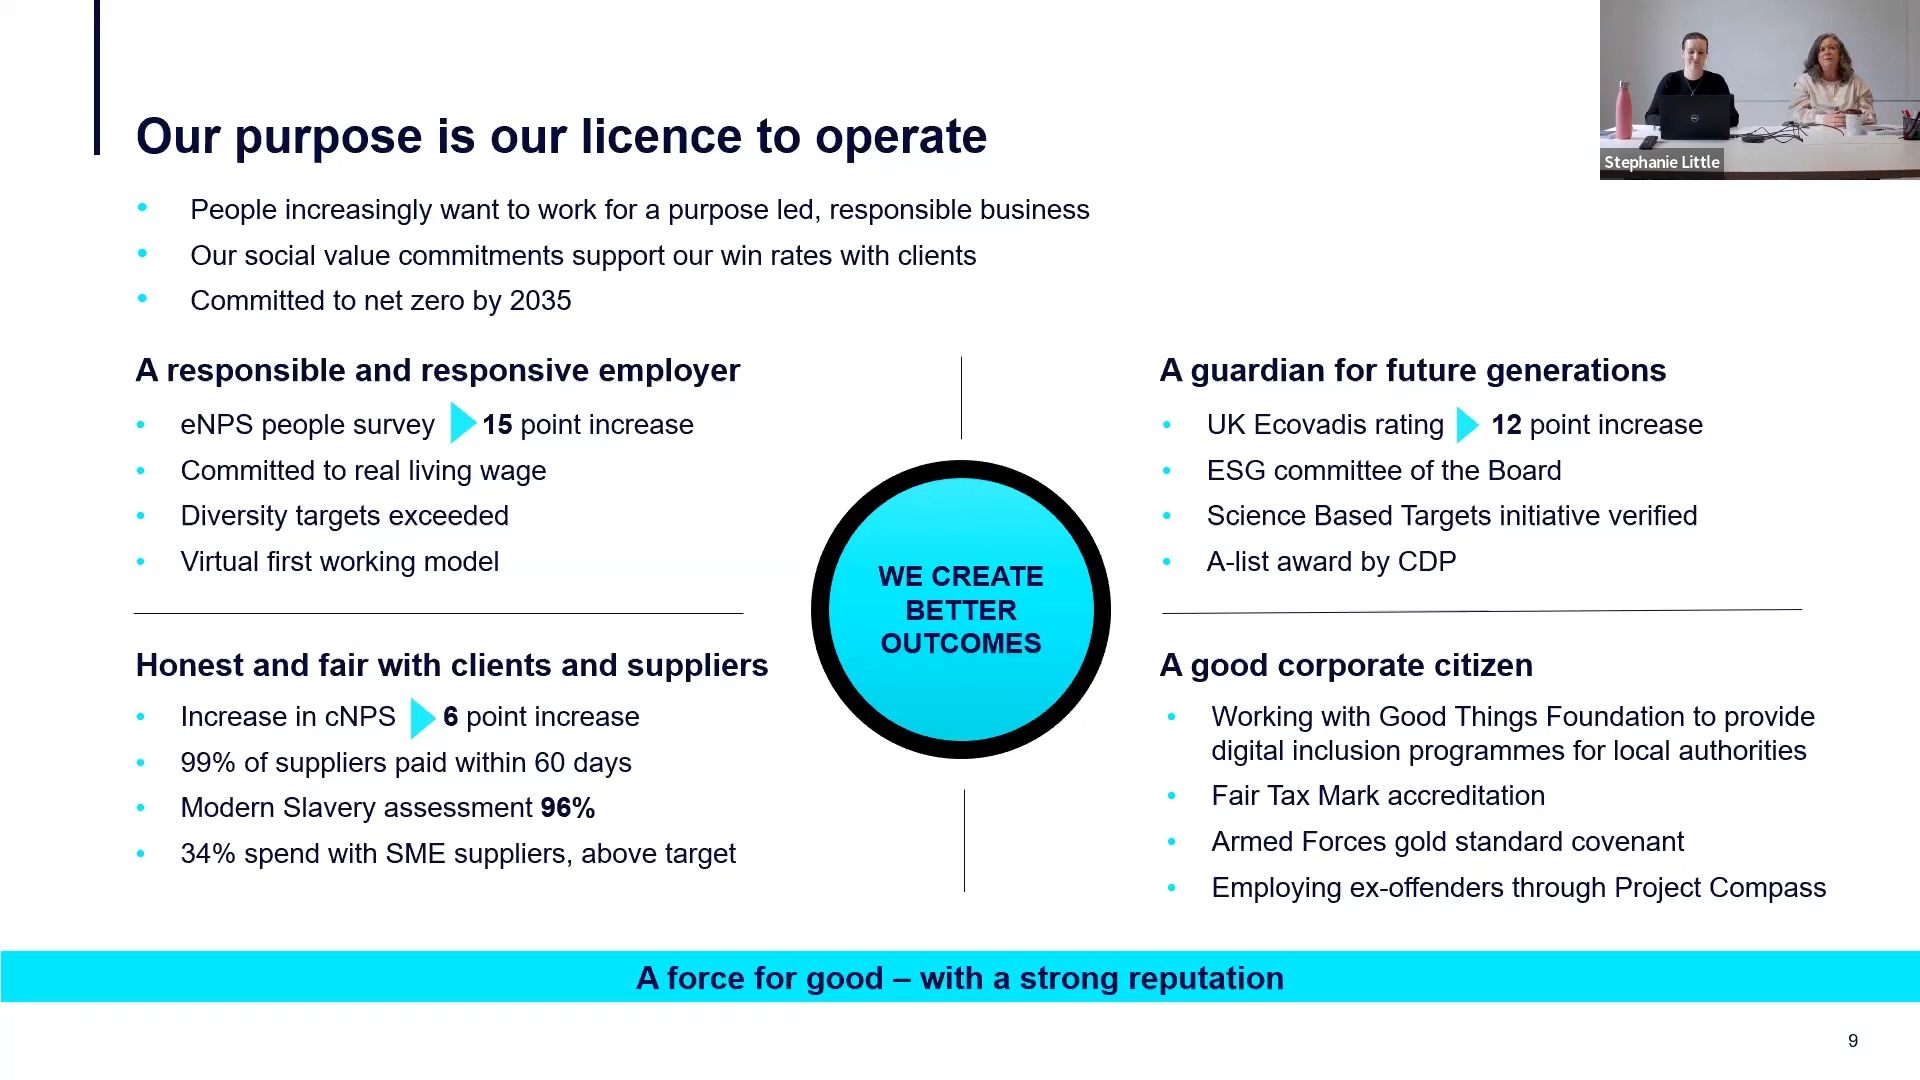 Our purpose is our licence to operate
Stephanie Little
• People increasingly want to work for a purpose led, responsible business
• Our social value commitments support our win rates with clients
• Committed to net zero by 2035
A responsible and responsive employer
• eNPS people survey 15 point increase
• Committed to real living wage
• Diversity targets exceeded
• Virtual first working model
A guardian for future generations
• UK Ecovadis rating 12 point increase
• ESG committee of the Board
• Science Based Targets initiative verified
• A-list award by CDP
WE CREATE
BETTER
OUTCOMES
Honest and fair with clients and suppliers
• Increase in cNPS 6 point increase
• 99% of suppliers paid within 60 days
• Modern Slavery assessment 96%
• 34% spend with SME suppliers, above target
A good corporate citizen
• Working with Good Things Foundation to provide
digital inclusion programmes for local authorities
• Fair Tax Mark accreditation
• Armed Forces gold standard covenant
• Employing ex-offenders through Project Compass
A force for good – with a strong reputation
9